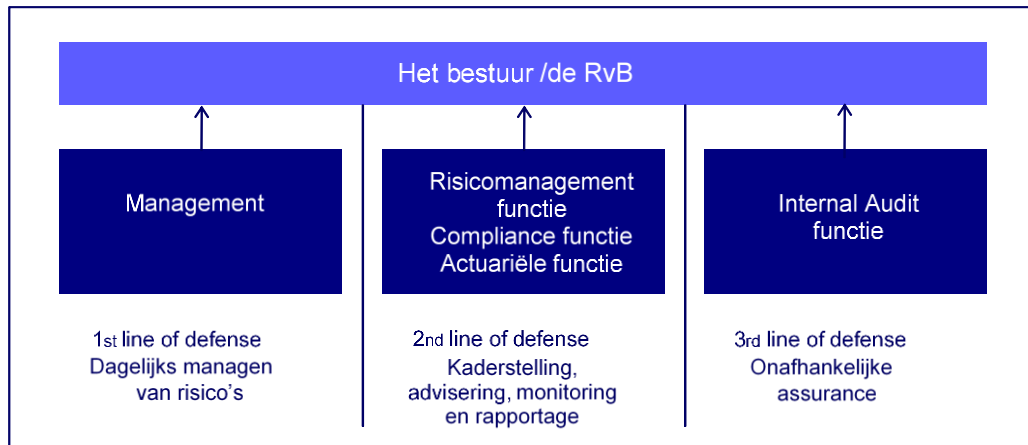 Het bestuur /de RvB
Management
Risicomanagement
functie
Compliance functie
Actuariële functie
Internal Audit
functie
1st line of defense
Dagelijks managen
van risico's
2nd line of defense
Kaderstelling,
advisering, monitoring
en rapportage
3rd line of defense
Onafhankelijke
assurance